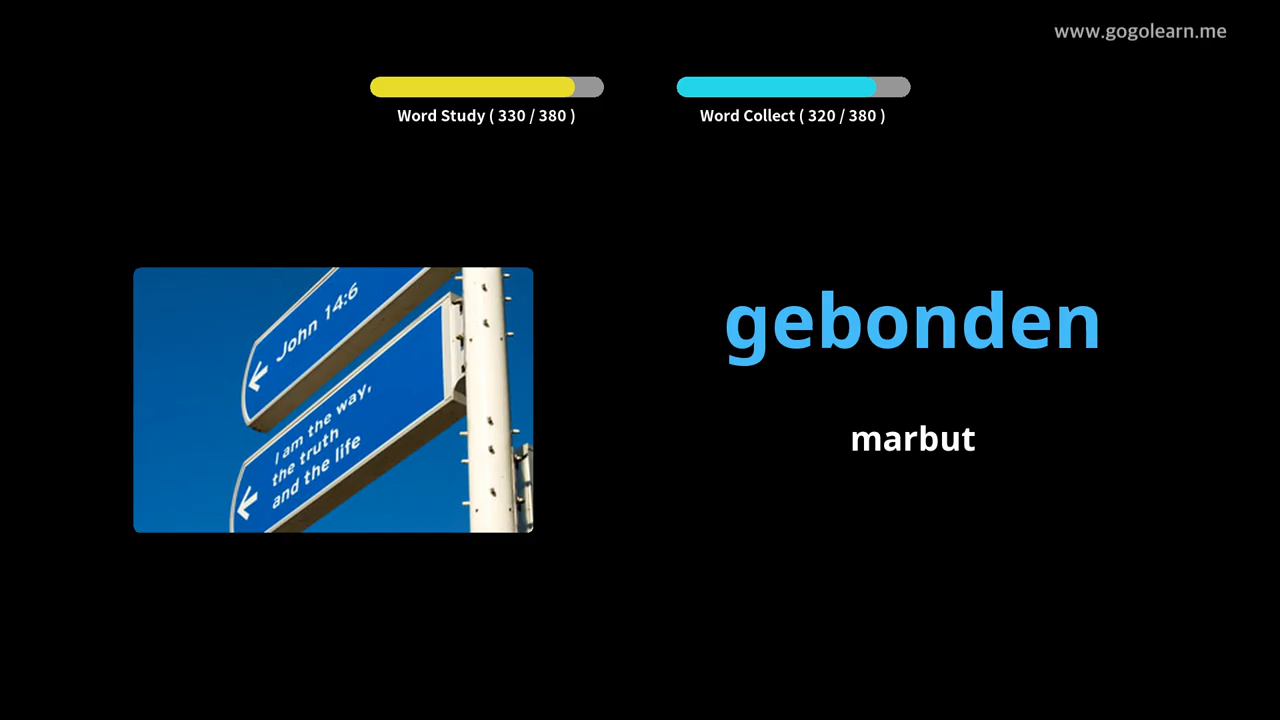 www.gogolearn.me
Word Study ( 330 / 380 )
Word Collect ( 320 / 380 )
John 14:6
I am the way,
the truth
and the life
gebonden
marbut